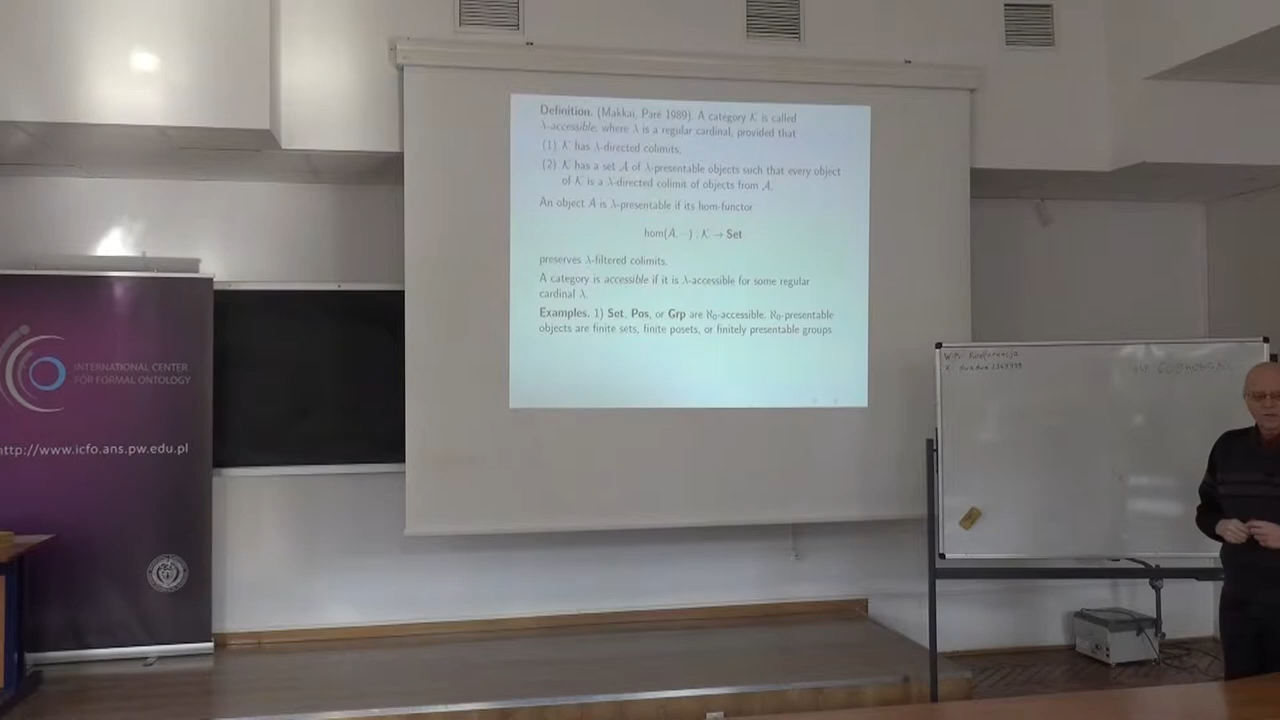 Definition. (Makkai, Paré 1989). A category K is called
λ-accessible, where λ is a regular cardinal, provided that
(1) K has λ-directed colimits,
(2) K has a set A of λ-presentable objects such that every object
of K is a λ-directed colimit of objects from A.
An object A is λ-presentable if its hom-functor
hom(A, −) : K → Set
preserves λ-filtered colimits.
A category is accessible if it is λ-accessible for some regular
cardinal λ.
Examples. 1) Set, Pos, or Grp are ℵ₀-accessible. ℵ₀-presentable
objects are finite sets, finite posets, or finitely presentable groups
INTERNATIONAL CENTER
FOR FORMAL ONTOLOGY
http://www.icfo.ans.pw.edu.pl